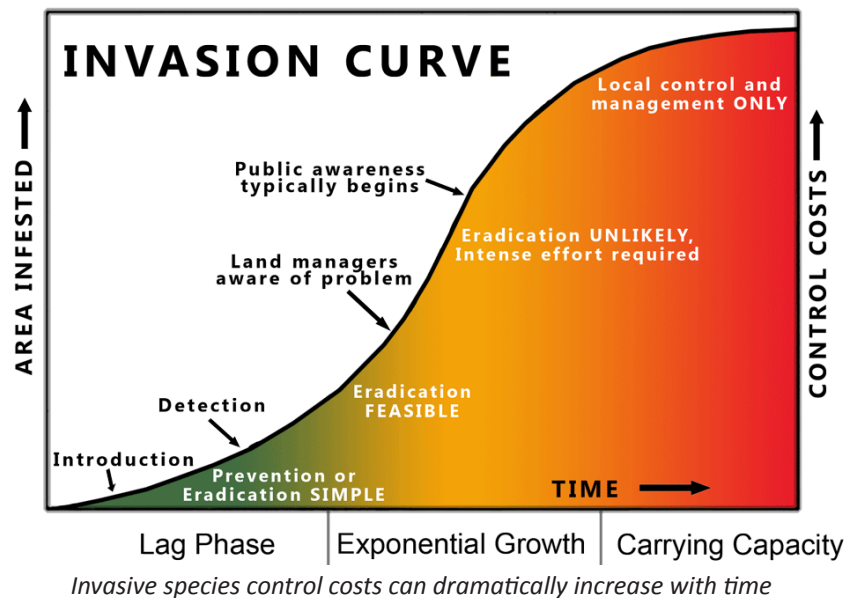 INVASION CURVE
Local control and
management ONLY
Public awareness
typically begins
Eradication UNLIKELY,
Intense effort required
Land managers
aware of problem
Eradication
FEASIBLE
Detection
Introduction
Prevention or
Eradication SIMPLE
TIME
AREA INFESTED
CONTROL COSTS
Lag Phase
Exponential Growth
Carrying Capacity
Invasive species control costs can dramatically increase with time